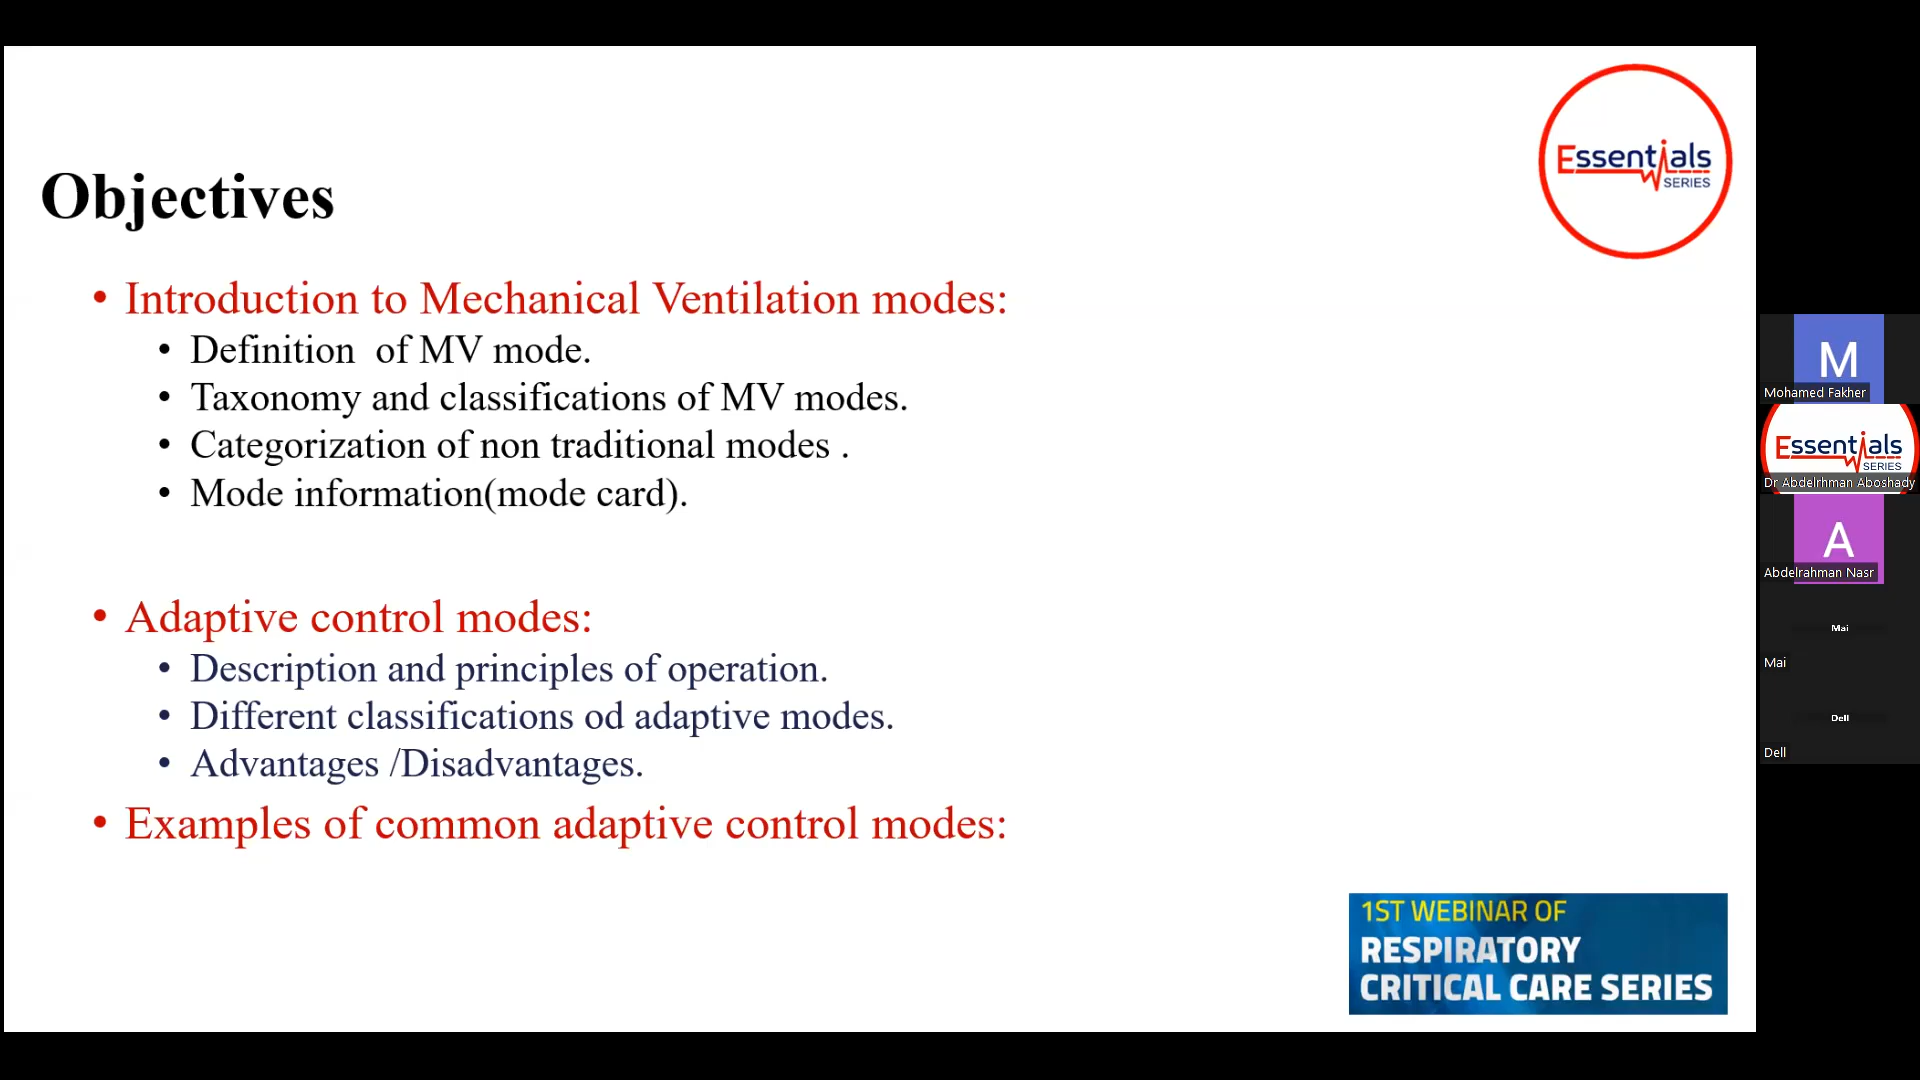 Essentials
SERIES
Objectives
• Introduction to Mechanical Ventilation modes:
• Definition of MV mode.
• Taxonomy and classifications of MV modes.
• Categorization of non traditional modes .
• Mode information(mode card).
• Adaptive control modes:
• Description and principles of operation.
• Different classifications od adaptive modes.
• Advantages /Disadvantages.
• Examples of common adaptive control modes:
1ST WEBINAR OF
RESPIRATORY
CRITICAL CARE SERIES
M
Mohamed Fakher
Essentials
SERIES
Dr Abdelrhman Aboshady
A
Abdelrahman Nasr
Mai
Mai
Dell
Dell